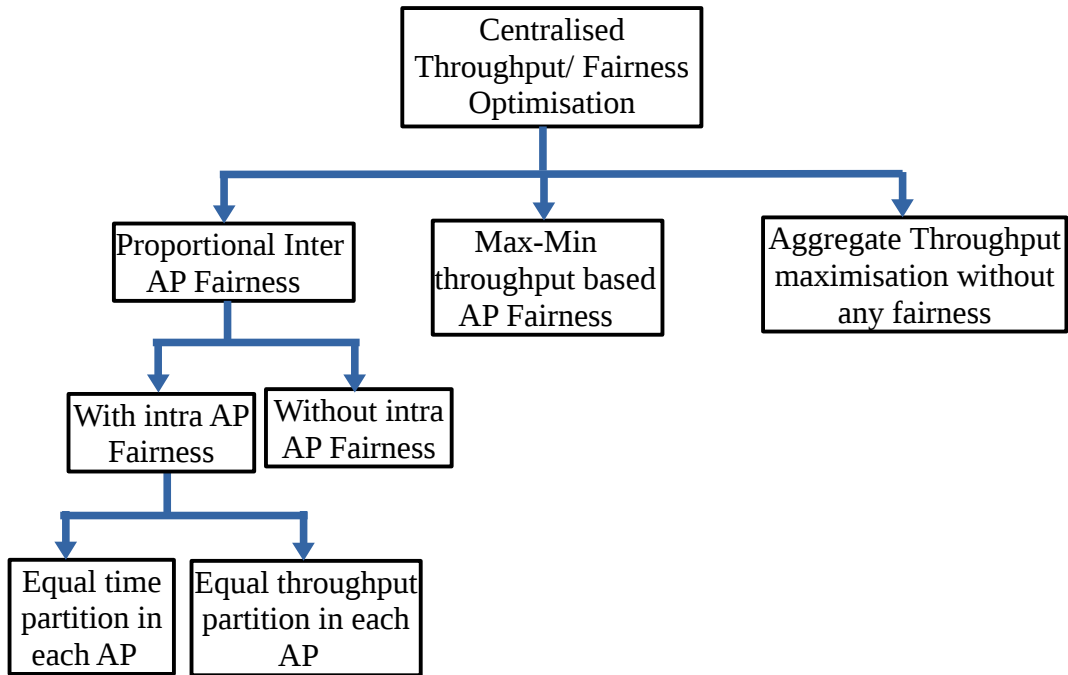 Centralised
Throughput/ Fairness
Optimisation
Proportional Inter
AP Fairness
Max-Min
throughput based
AP Fairness
Aggregate Throughput
maximisation without
any fairness
With intra AP
Fairness
Without intra
AP Fairness
Equal time
partition in
each AP
Equal throughput
partition in each
AP